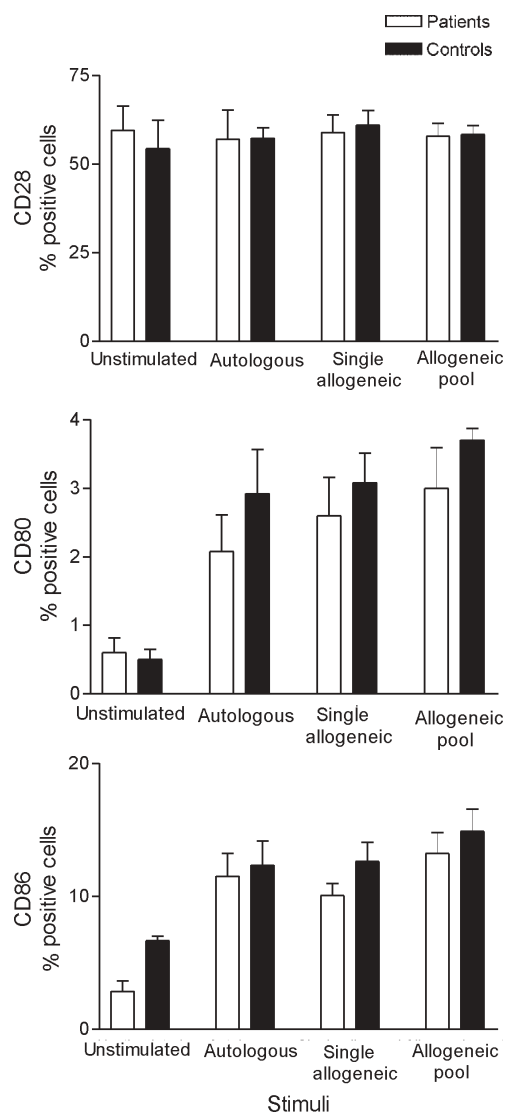 Patients
Controls
75
50
25
0
CD28
% positive cells
Unstimulated
Autologous
Single
allogeneic
Allogeneic
pool
4
3
2
1
0
CD80
% positive cells
Unstimulated
Autologous
Single
allogeneic
Allogeneic
pool
20
10
0
CD86
% positive cells
Unstimulated
Autologous
Single
allogeneic
Allogeneic
pool
Stimuli